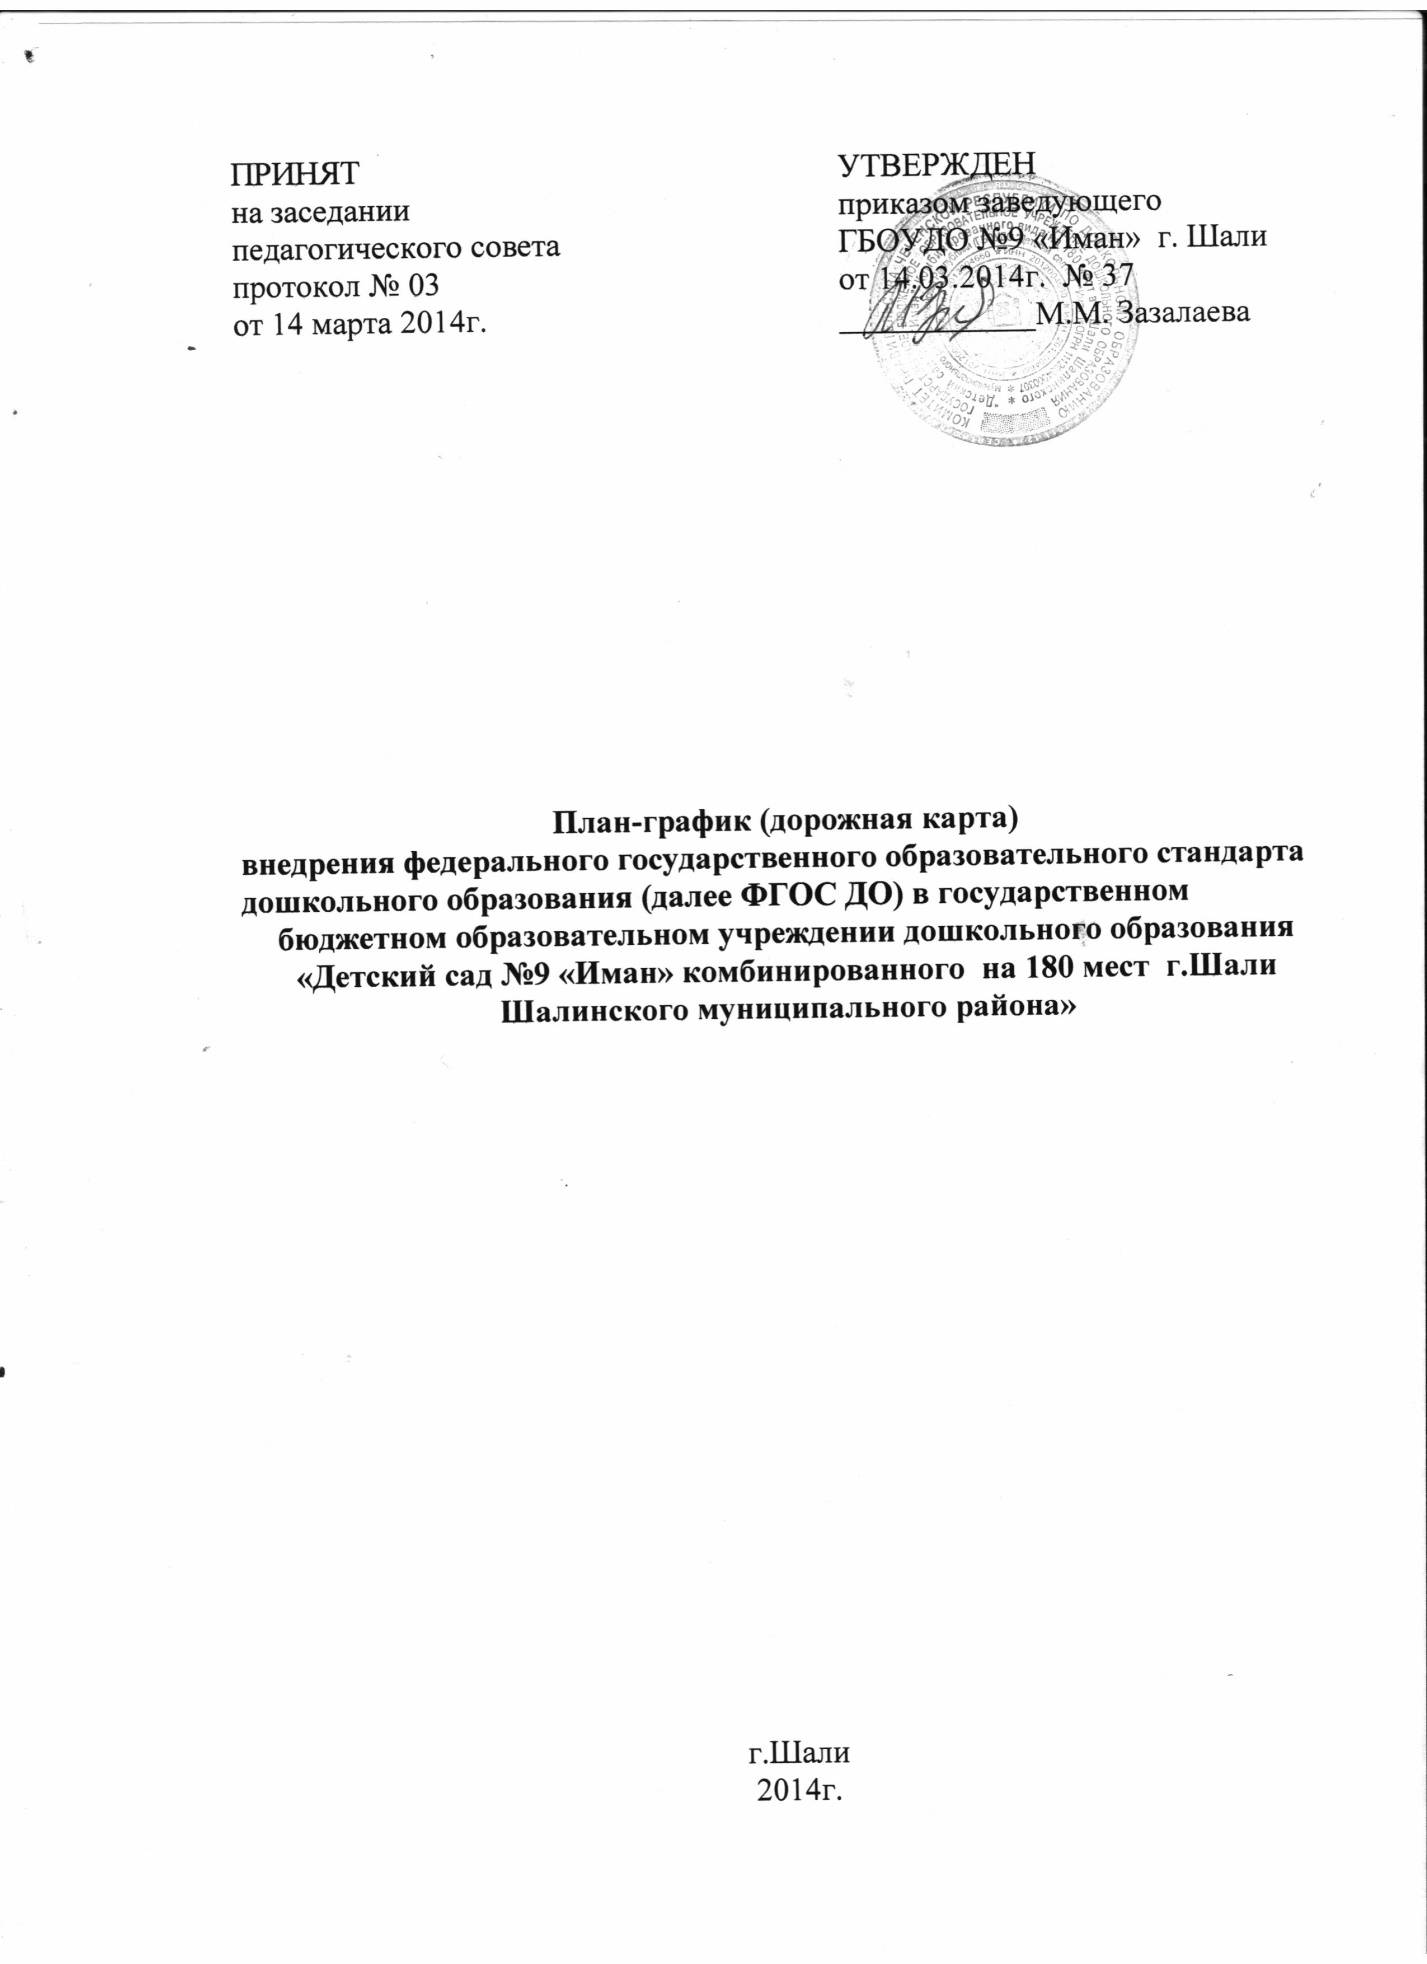 ПРИНЯТ
на заседании
педагогического совета
протокол № 03
от 14 марта 2014г.
УТВЕРЖДЕН
приказом заведующего
ГБОУ ДО №9 «Иман» г. Шали
от 14.03.2014г. № 37
М.М. Зазалаева
План-график (дорожная карта)
внедрения федерального государственного образовательного стандарта
дошкольного образования (далее ФГОС ДО) в государственном
бюджетном образовательном учреждении дошкольного образования
«Детский сад №9 «Иман» комбинированного на 180 мест г.Шали
Шалинского муниципального района»
г.Шали
2014г.